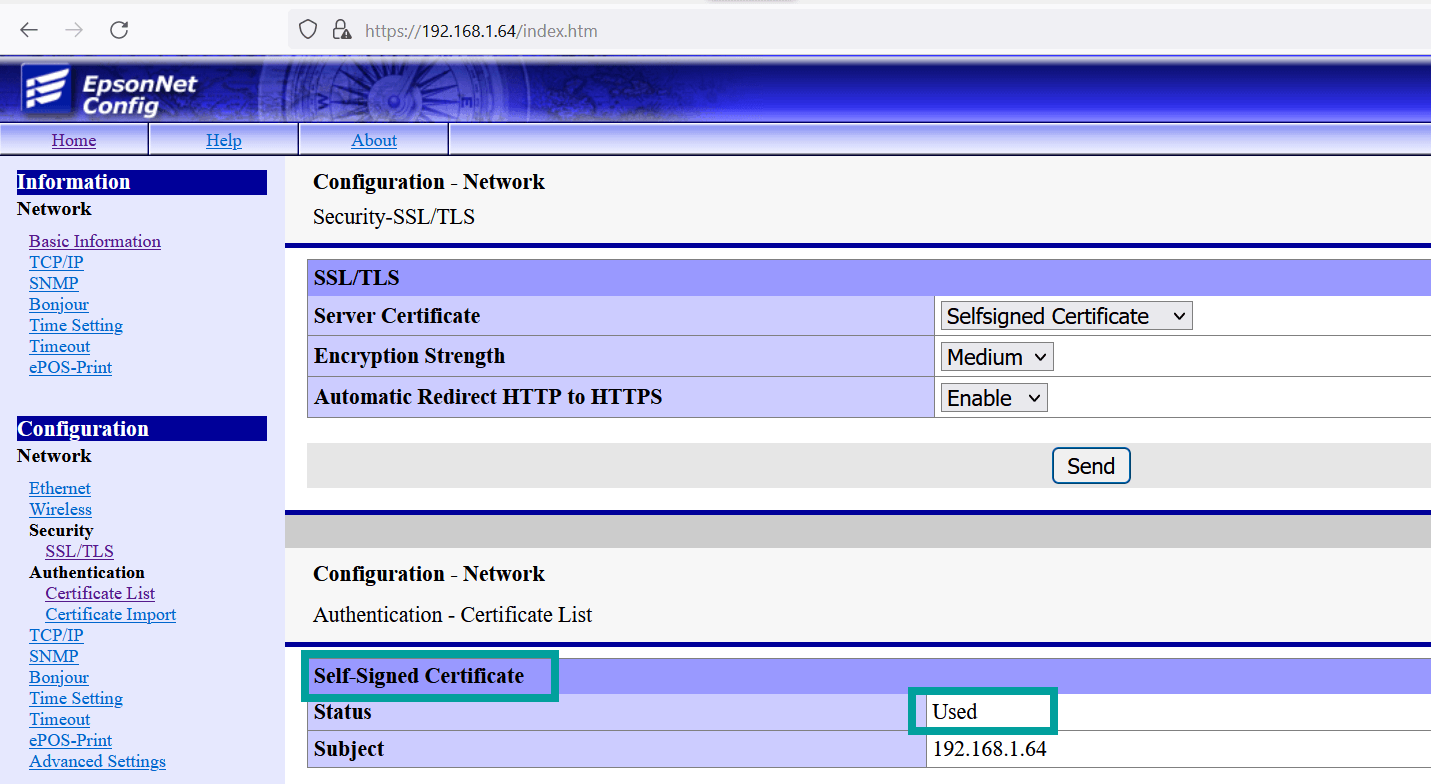 https://192.168.1.64/index.htm
EpsonNet
Config
W E
Home Help About
Information
Network
Basic Information
TCP/IP
SNMP
Bonjour
Time Setting
Timeout
ePOS-Print
Configuration
Network
Ethernet
Wireless
Security
SSL/TLS
Authentication
Certificate List
Certificate Import
TCP/IP
SNMP
Bonjour
Time Setting
Timeout
ePOS-Print
Advanced Settings
Configuration - Network
Security-SSL/TLS
SSL/TLS
Server Certificate Selfsigned Certificate
Encryption Strength Medium
Automatic Redirect HTTP to HTTPS Enable
Send
Configuration - Network
Authentication - Certificate List
Self-Signed Certificate
Status Used
Subject 192.168.1.64